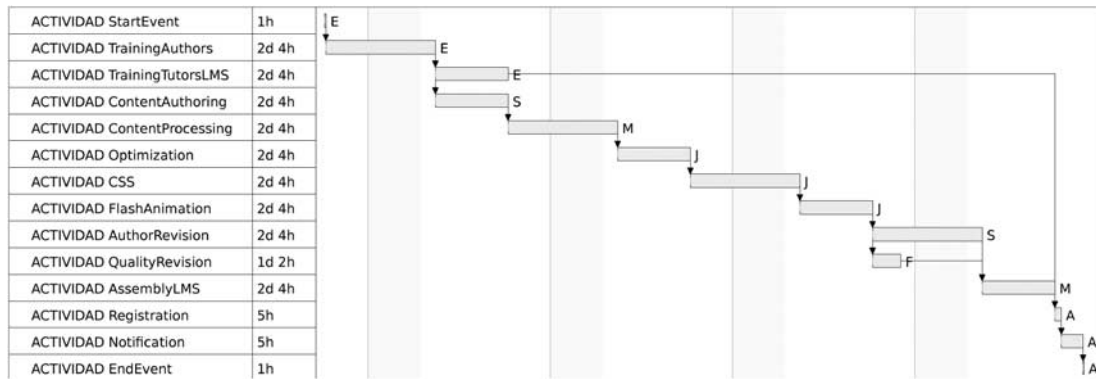 ACTIVIDAD StartEvent 1h E
ACTIVIDAD TrainingAuthors 2d 4h E
ACTIVIDAD TrainingTutorsLMS 2d 4h E
ACTIVIDAD ContentAuthoring 2d 4h S
ACTIVIDAD ContentProcessing 2d 4h M
ACTIVIDAD Optimization 2d 4h J
ACTIVIDAD CSS 2d 4h J
ACTIVIDAD FlashAnimation 2d 4h J
ACTIVIDAD AuthorRevision 2d 4h S
ACTIVIDAD QualityRevision 1d 2h F
ACTIVIDAD AssemblyLMS 2d 4h M
ACTIVIDAD Registration 5h A
ACTIVIDAD Notification 5h A
ACTIVIDAD EndEvent 1h A